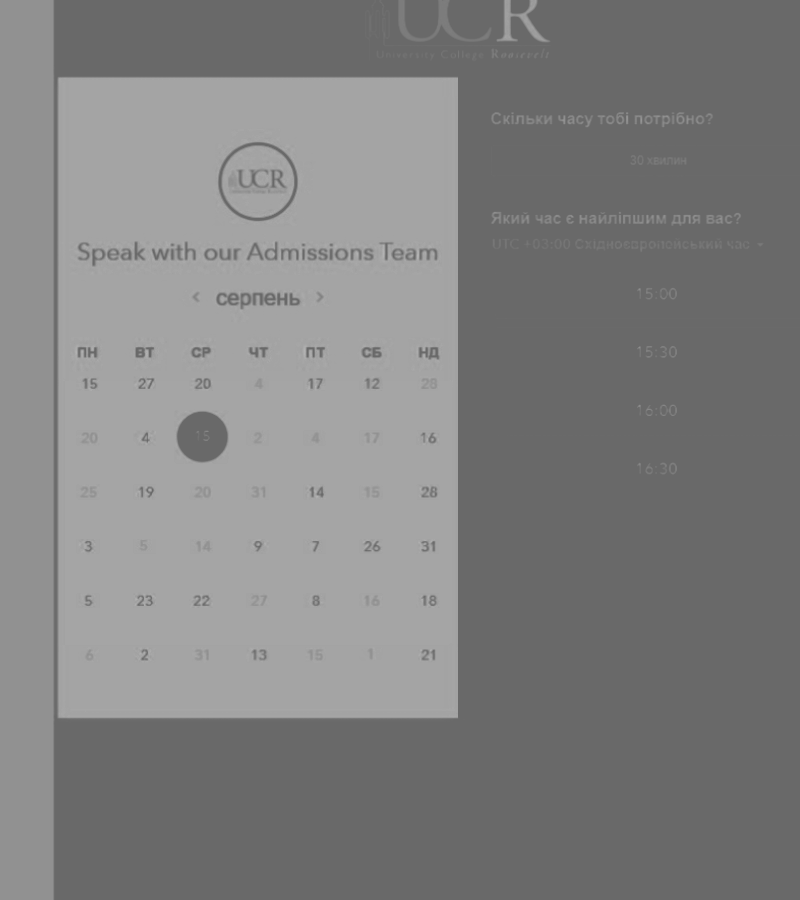 UCR
University College Roosevelt
UCR
Speak with our Admissions Team
< серпень >
ПН ВТ СР ЧТ ПТ СБ НД
15 27 20 4 17 12 28
20 4 15 2 4 17 16
25 19 20 31 14 15 28
3 5 14 9 7 26 31
5 23 22 27 8 16 18
6 2 31 13 15 1 21
Скільки часу тобі потрібно?
30 хвилин
Який час є найліпшим для вас?
UTC +03:00 Східноєвропейський час
15:00
15:30
16:00
16:30